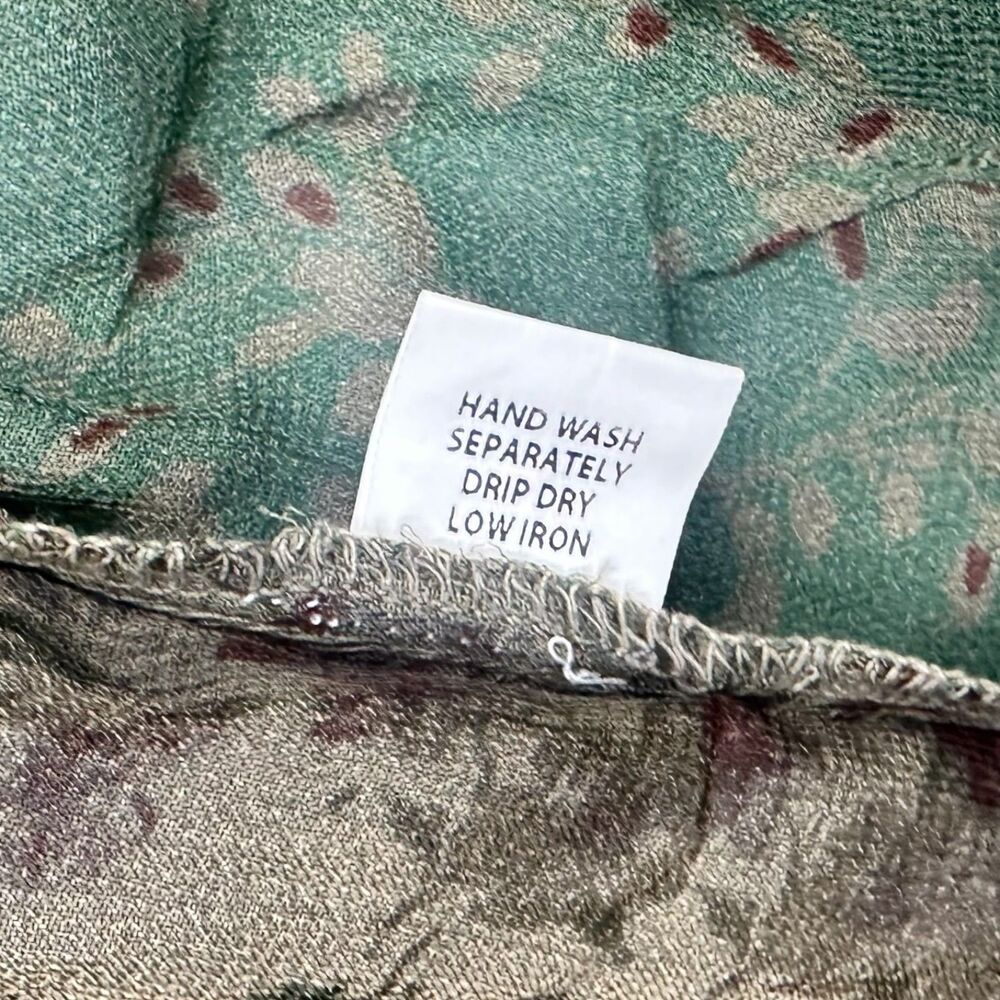 HAND WASH
SEPARATELY
DRIP DRY
LOW IRON